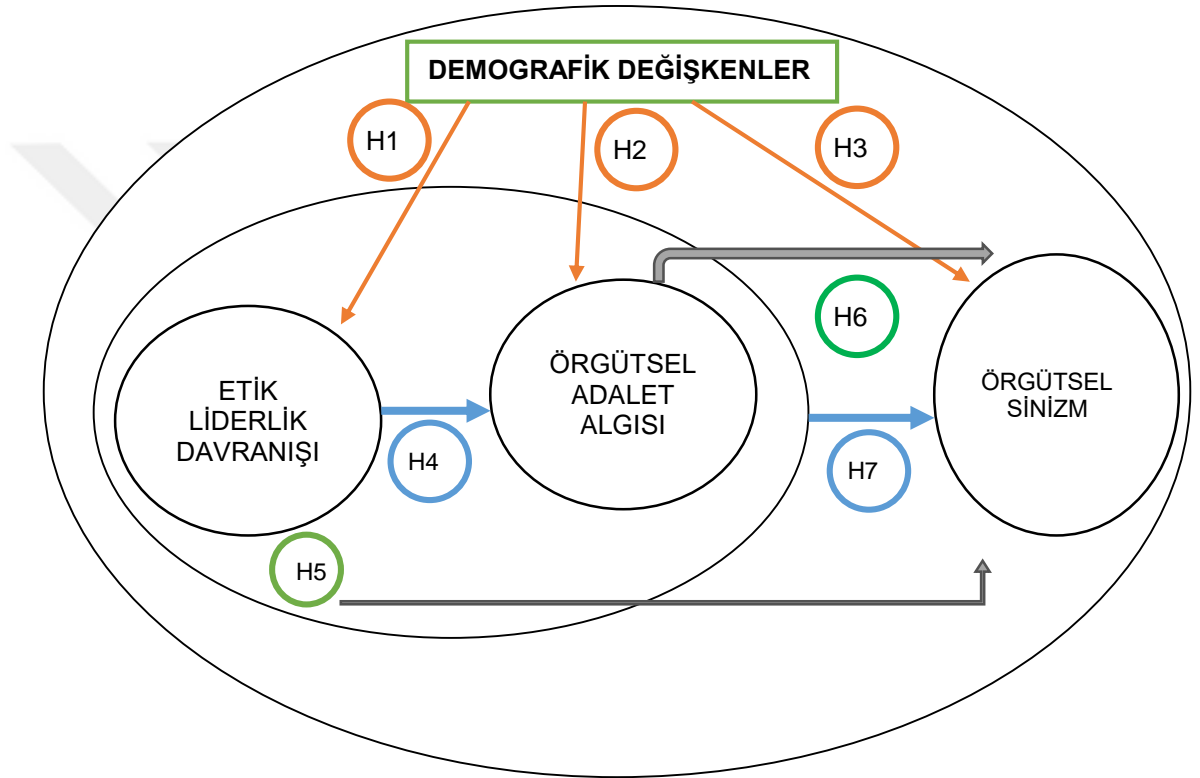 DEMOGRAFİK DEĞİŞKENLER
H1
H2
H3
H6
ETİK
LİDERLİK
DAVRANIŞI
ÖRGÜTSEL
ADALET
ALGISI
ÖRGÜTSEL
SİNİZM
H4
H7
H5